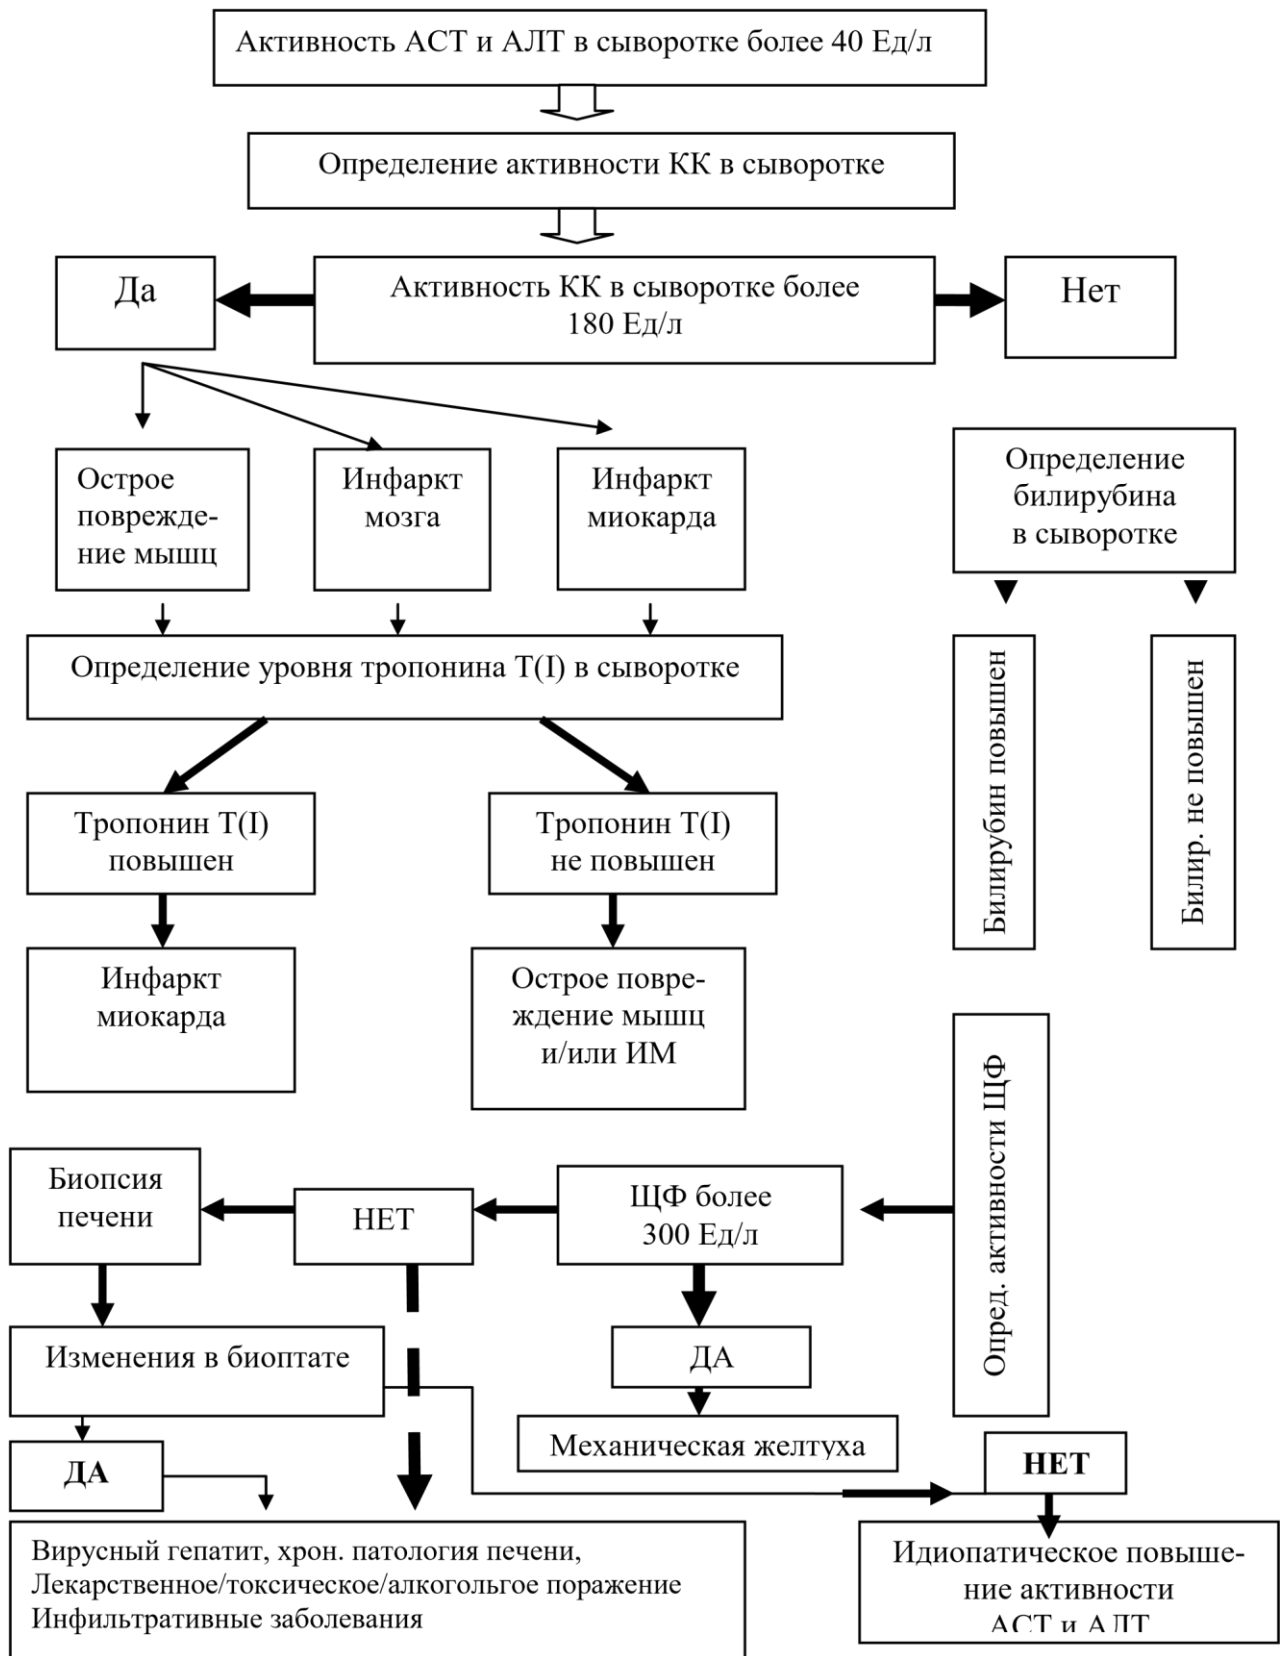 Активность АСТ и АЛТ в сыворотке более 40 Ед/л
Определение активности КК в сыворотке
Да
Активность КК в сыворотке более
180 Ед/л
Нет
Острое
поврежде-
ние мышц
Инфаркт
мозга
Инфаркт
миокарда
Определение
билирубина
в сыворотке
Определение уровня тропонина Т(I) в сыворотке
Билирубин повышен
Билир. не повышен
Тропонин Т(I)
повышен
Тропонин Т(I)
не повышен
Инфаркт
миокарда
Острое повре-
ждение мышц
и/или ИМ
Опред. активности ЩФ
Биопсия
печени
НЕТ
ЩФ более
300 Ед/л
Изменения в биоптате
ДА
Механическая желтуха
ДА
НЕТ
Вирусный гепатит, хрон. патология печени,
Лекарственное/токсическое/алкогольгое поражение
Инфильтративные заболевания
Идиопатическое повыше-
ние активности
АСТ и АЛТ